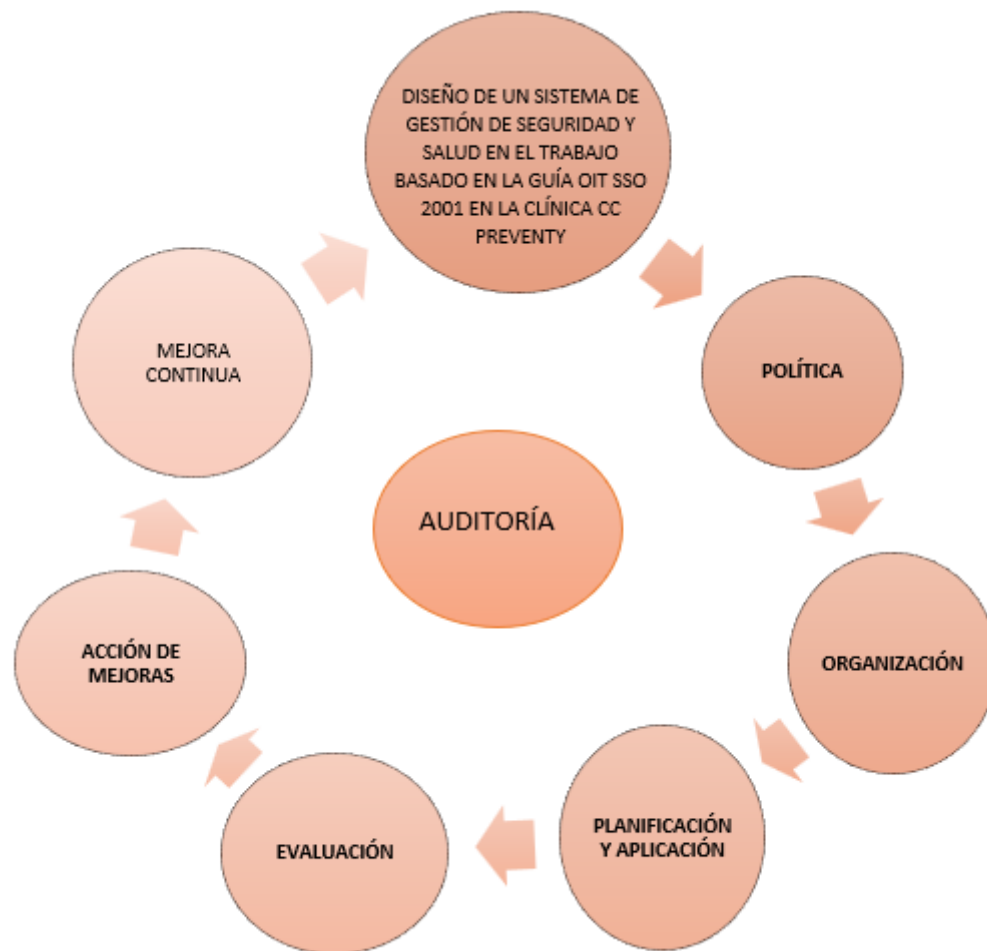 DISEÑO DE UN SISTEMA DE
GESTIÓN DE SEGURIDAD Y
SALUD EN EL TRABAJO
BASADO EN LA GUÍA OIT SSO
2001 EN LA CLÍNICA CC
PREVENTY
POLÍTICA
ORGANIZACIÓN
PLANIFICACIÓN
Y APLICACIÓN
EVALUACIÓN
ACCIÓN DE
MEJORAS
MEJORA
CONTINUA
AUDITORÍA